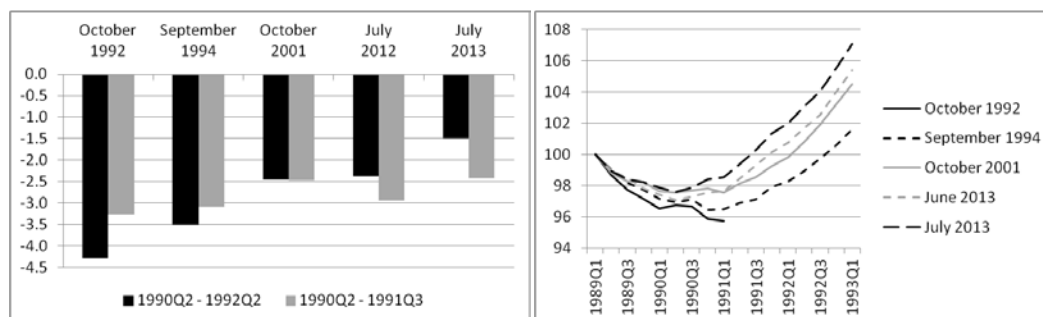 October 1992
September 1994
October 2001
July 2012
July 2013
0.0
-0.5
-1.0
-1.5
-2.0
-2.5
-3.0
-3.5
-4.0
-4.5
1990Q2 - 1992Q2
1990Q2 - 1991Q3
108
106
104
102
100
98
96
94
1989Q1
1989Q3
1990Q1
1990Q3
1991Q1
1991Q3
1992Q1
1992Q3
1993Q1
October 1992
September 1994
October 2001
June 2013
July 2013